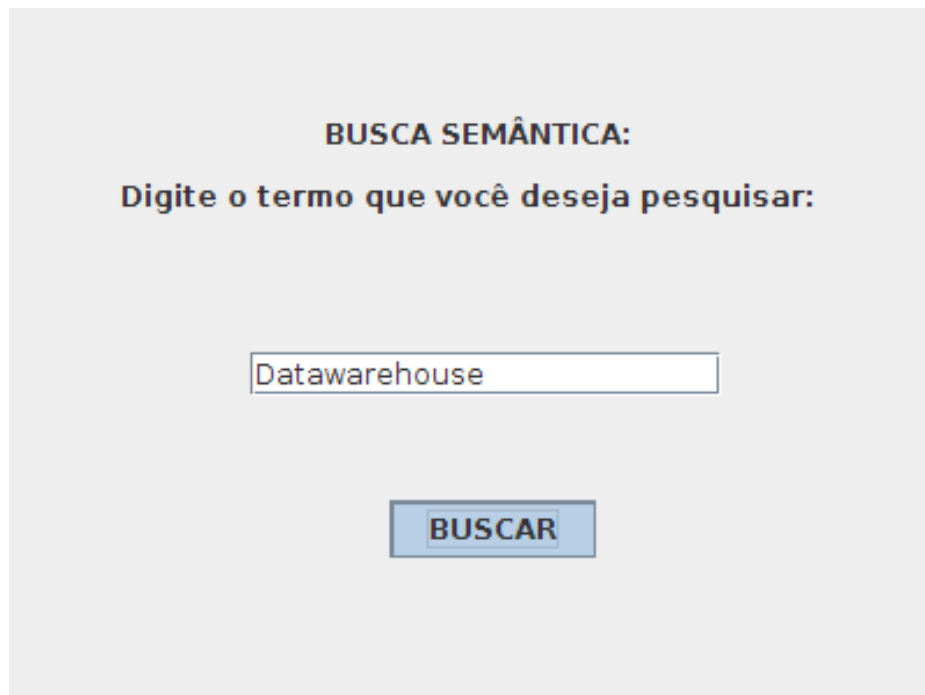 BUSCA SEMÂNTICA:
Digite o termo que você deseja pesquisar:
Datawarehouse
BUSCAR